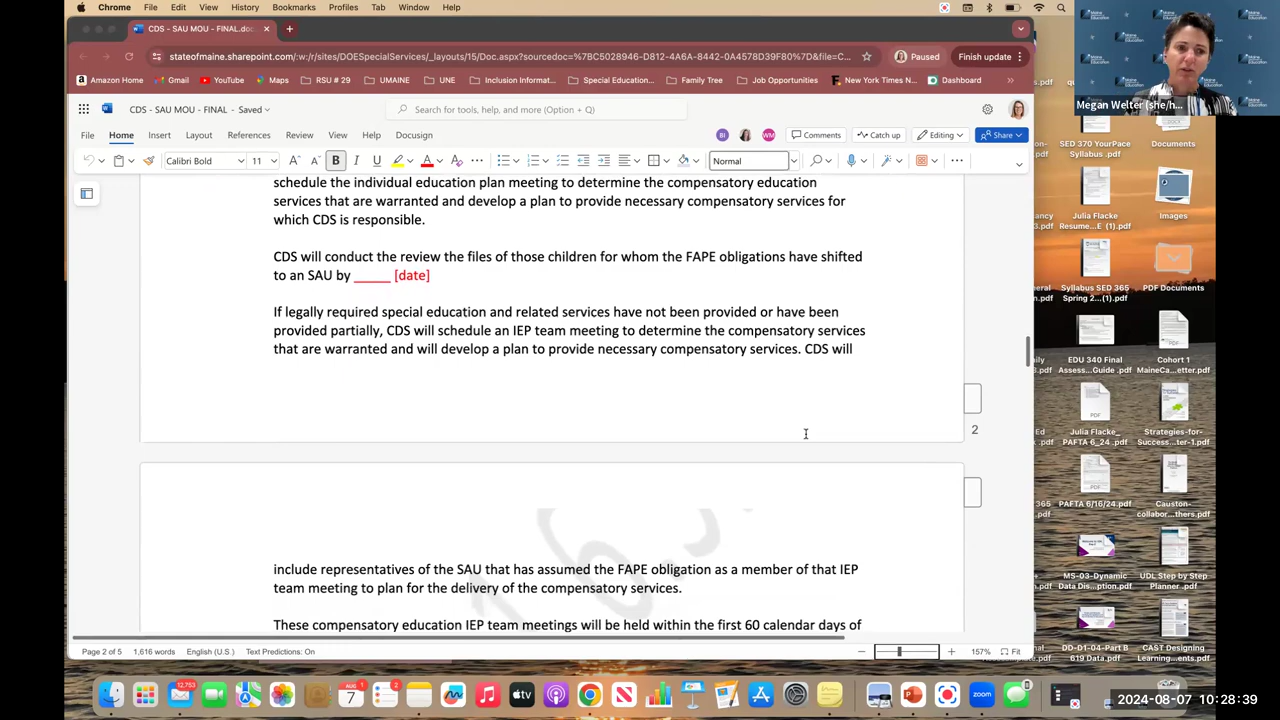 Chrome File Edit View History Bookmarks Profiles Tab Window Help
CDS - SAU MOU - FINAL.doc
stateofmaine.sharepoint.com/:w:/r/sites/DOESpecialServices/_layouts/15/Doc.aspx?sourcedoc=%7BC5028946-D812-4A6A-8442-0A4578D39F80%7D&file=C...
Paused
Finish update
Amazon Home Gmail YouTube Maps RSU #29 UMAINE UNE Inclusion Informat... Special Education... Family Tree Job Opportunities New York Times N... Dashboard
CDS - SAU MOU - FINAL - Saved
Search for tools, help, and more (Option + Q)
File Home Insert Layout References Review View Help Docusign
BI WM Comments Catch up Editing Share
Calibri Bold 11 B I U A Normal
schedule the individual education plan meeting to determine the compensatory education
services that are warranted and develop a plan to provide necessary compensatory services for
which CDS is responsible.
CDS will conduct the review the files of those children for whom the FAPE obligations have shifted
to an SAU by _____ [date]
If legally required special education and related services have not been provided or have been
provided partially, CDS will schedule an IEP team meeting to determine the compensatory services
that are warranted and will develop a plan to provide necessary compensatory services. CDS will
2
include representatives of the SAU that has assumed the FAPE obligation as a member of that IEP
team meeting to plan for the delivery of the compensatory services.
These compensatory education IEP team meetings will be held within the first 60 calendar days of
Page 2 of 5 1,616 words English (U.S.) Text Predictions: On 157% Fit
Megan Welter (she/h...
Maine Department of Education
SED 370 YourPace
Syllabus .pdf
Documents
Julia Flacke
Resume...E (1).pdf
Images
Syllabus SED 365
Spring 2...(1).pdf
PDF Documents
EDU 340 Final
Assess...Guide .pdf
Cohort 1
MaineCa...etter.pdf
PDF
Julia Flacke_
PAFTA 6_24 .pdf
Strategies-for-
Success...ter-1.pdf
PAFTA 6/16/24.pdf
Causton-
collabor...thers.pdf
MS-03-Dynamic
Data Dis...ption.pdf
UDL Step by Step
Planner .pdf
DD-D1-04-Part B
619 Data.pdf
CAST Designing
Learning...ents.pdf
12,753
AUG
7
zoom
2024-08-07 10:28:39